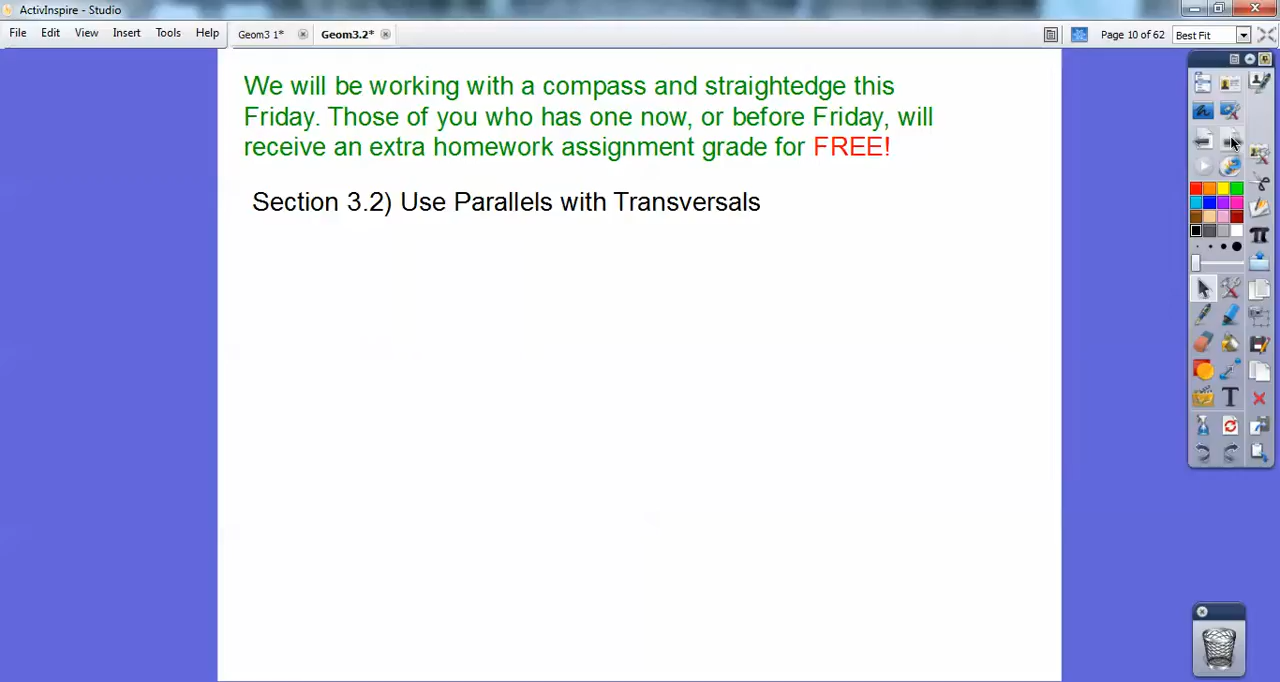 ActivInspire - Studio
File Edit View Insert Tools Help Geom3 1* Geom3.2* Page 10 of 62 Best Fit
We will be working with a compass and straightedge this
Friday. Those of you who has one now, or before Friday, will
receive an extra homework assignment grade for FREE!
Section 3.2) Use Parallels with Transversals